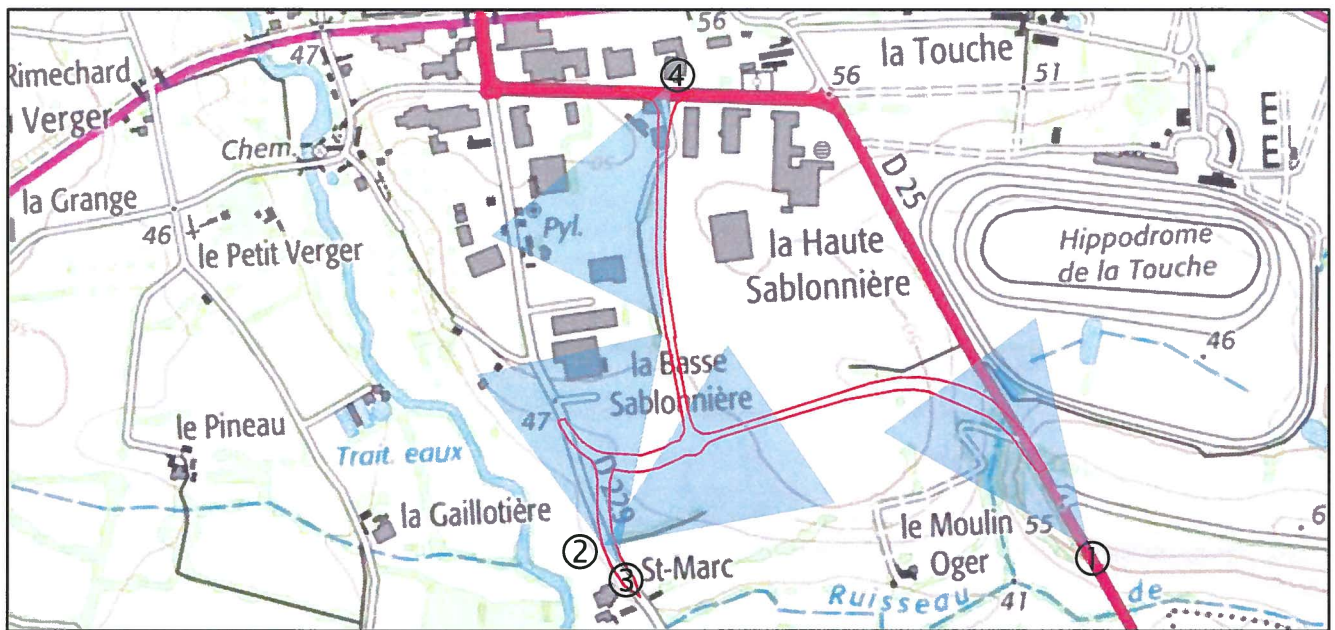 56
47
4
la Touche
Rimechard
Verger
56
51
E
E
Chem.
D 25
la Grange
46
le Petit Verger
Pyl.
la Haute
Sablonnière
Hippodrome
de la Touche
46
la Basse
Sablonnière
47
le Pineau
Trait. eaux
D 279
la Gaillotière
le Moulin 55
Oger
6
2
3
St-Marc
1
Ruisseau
41
de